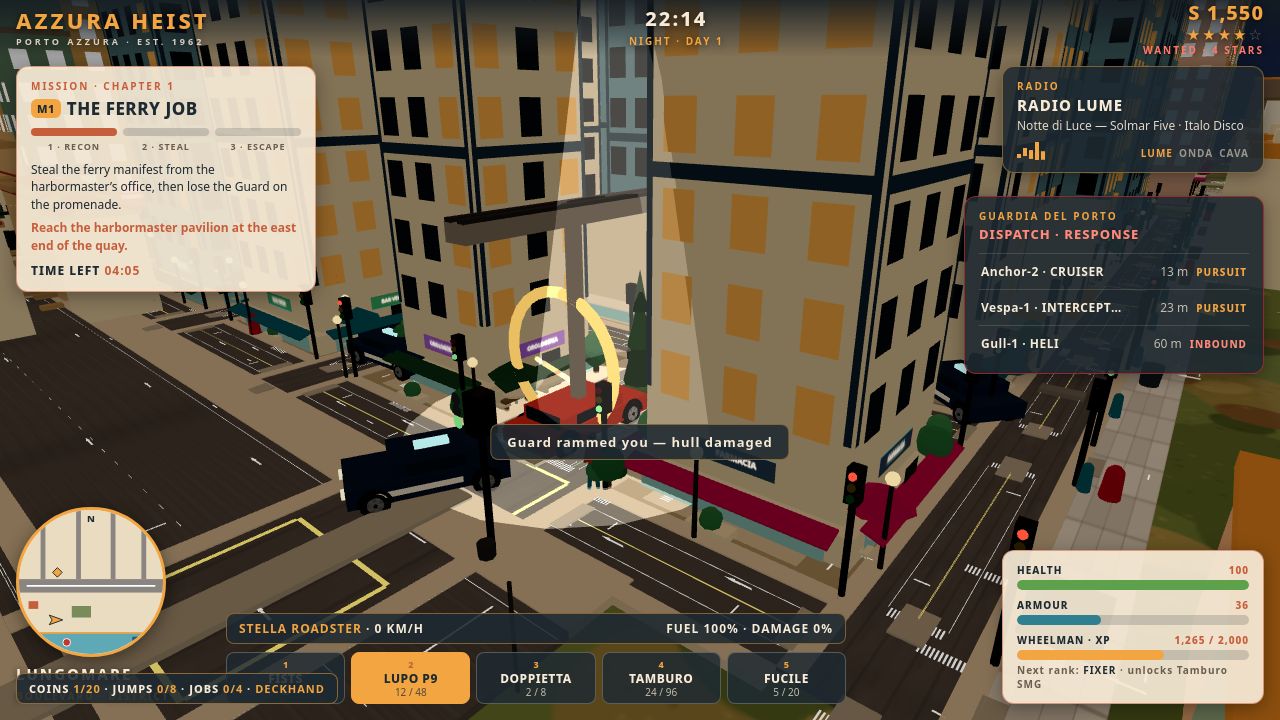 AZZURA HEIST
PORTO AZZURA · EST. 1962
22:14
NIGHT · DAY 1
S 1,550
★★★★☆
WANTED · 4 STARS
MISSION · CHAPTER 1
M1 THE FERRY JOB
1 · RECON 2 · STEAL 3 · ESCAPE
Steal the ferry manifest from the
harbormaster's office, then lose the Guard on
the promenade.
Reach the harbormaster pavilion at the east
end of the quay.
TIME LEFT 04:05
RADIO
RADIO LUME
Notte di Luce — Solmar Five · Italo Disco
LUME ONDA CAVA
GUARDIA DEL PORTO
DISPATCH · RESPONSE
Anchor-2 · CRUISER 13 m PURSUIT
Vespa-1 · INTERCEPT… 23 m PURSUIT
Gull-1 · HELI 60 m INBOUND
Guard rammed you — hull damaged
FARMACIA
N
LUNGOMARE
COINS 1/20 · JUMPS 0/8 · JOBS 0/4 · DECKHAND
STELLA ROADSTER · 0 KM/H FUEL 100% · DAMAGE 0%
1
FISTS
2
LUPO P9
12 / 48
3
DOPPIETTA
2 / 8
4
TAMBURO
24 / 96
5
FUCILE
5 / 20
HEALTH 100
ARMOUR 36
WHEELMAN · XP 1,265 / 2,000
Next rank: FIXER · unlocks Tamburo
SMG